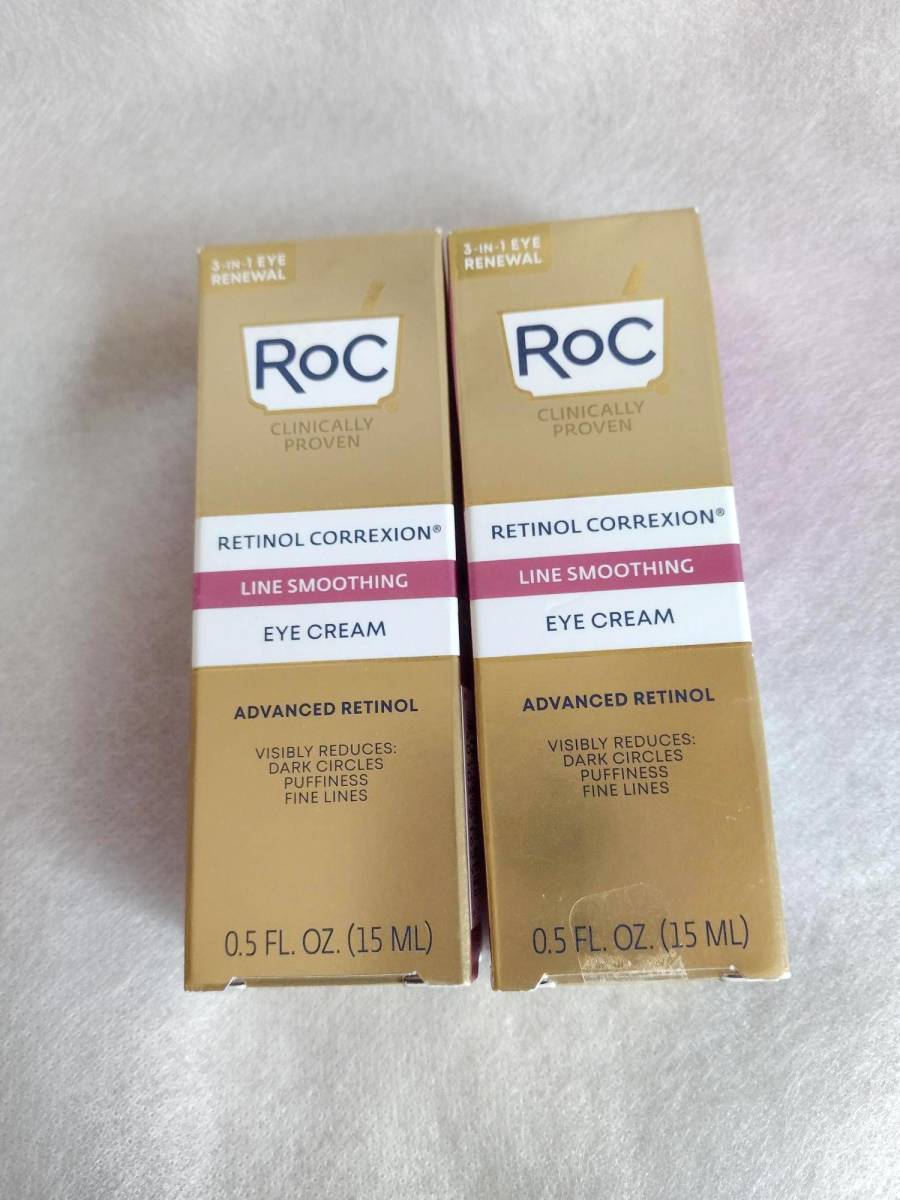 3-IN-1 EYE
RENEWAL
RoC
®
CLINICALLY
PROVEN
RETINOL CORREXION®
LINE SMOOTHING
EYE CREAM
ADVANCED RETINOL
VISIBLY REDUCES:
DARK CIRCLES
PUFFINESS
FINE LINES
0.5 FL. OZ. (15 ML)
3-IN-1 EYE
RENEWAL
RoC
®
CLINICALLY
PROVEN
RETINOL CORREXION®
LINE SMOOTHING
EYE CREAM
ADVANCED RETINOL
VISIBLY REDUCES:
DARK CIRCLES
PUFFINESS
FINE LINES
0.5 FL. OZ. (15 ML)